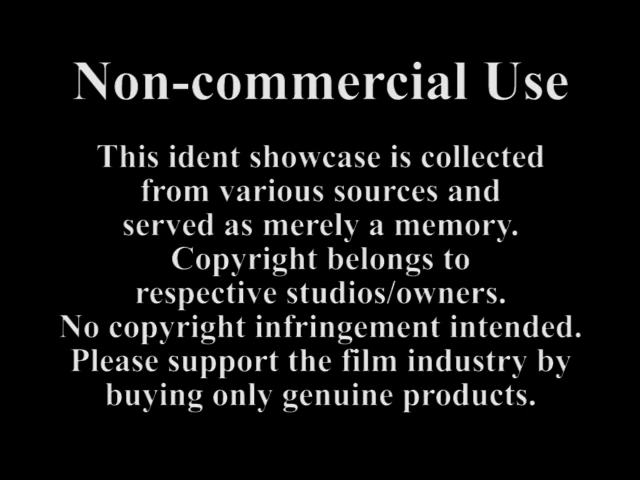 Non-commercial Use
This ident showcase is collected
from various sources and
served as merely a memory.
Copyright belongs to
respective studios/owners.
No copyright infringement intended.
Please support the film industry by
buying only genuine products.